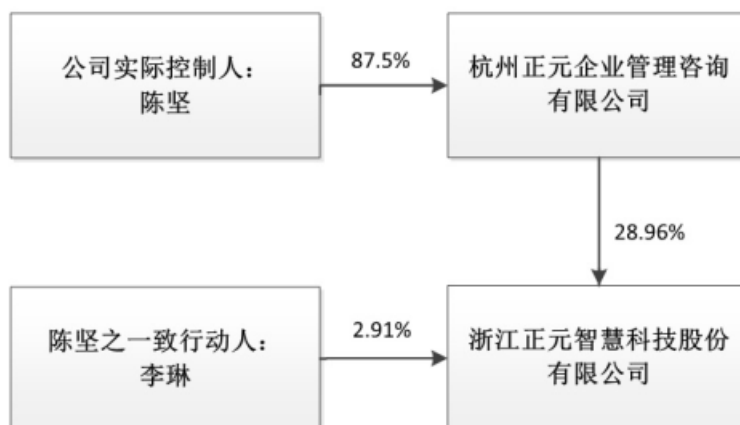 公司实际控制人：
陈坚
87.5%
杭州正元企业管理咨询
有限公司
28.96%
陈坚之一致行动人：
李琳
2.91%
浙江正元智慧科技股份
有限公司